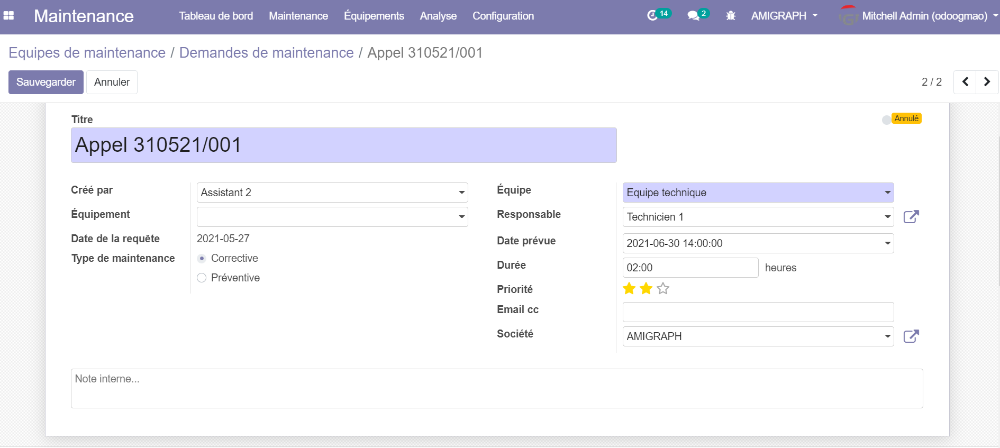 Maintenance Tableau de bord Maintenance Équipements Analyse Configuration 14 2 AMIGRAPH Mitchell Admin (odoogmao)
Equipes de maintenance / Demandes de maintenance / Appel 310521/001
Sauvegarder Annuler 2 / 2
Titre Annulé
Appel 310521/001
Créé par Assistant 2
Équipement
Date de la requête 2021-05-27
Type de maintenance Corrective
Préventive
Équipe Equipe technique
Responsable Technicien 1
Date prévue 2021-06-30 14:00:00
Durée 02:00 heures
Priorité
Email cc
Société AMIGRAPH
Note interne...